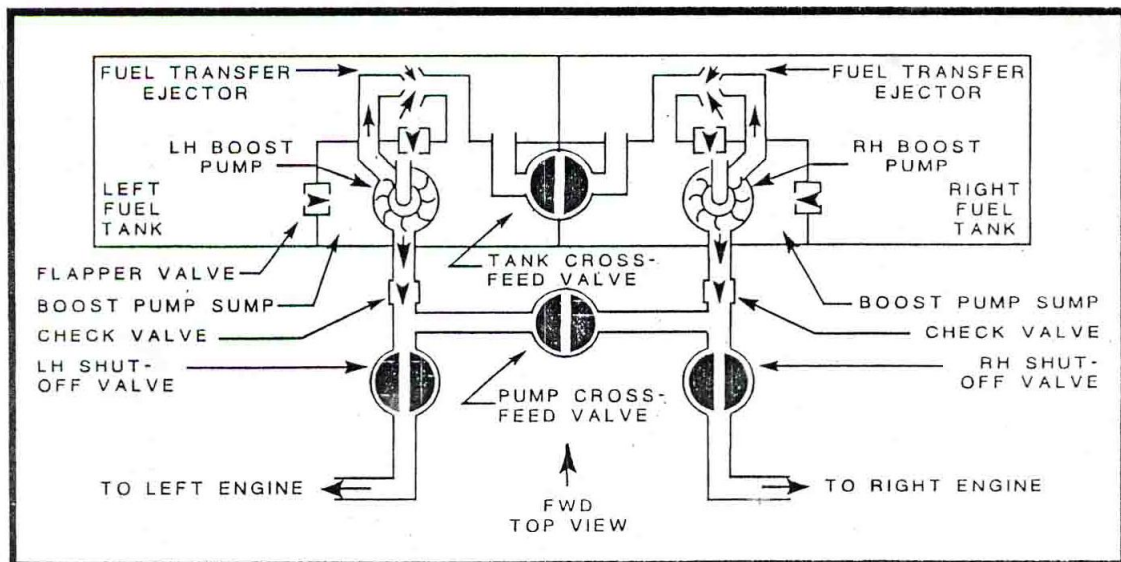 FUEL TRANSFER
EJECTOR
FUEL TRANSFER
EJECTOR
LH BOOST
PUMP
RH BOOST
PUMP
LEFT
FUEL
TANK
RIGHT
FUEL
TANK
FLAPPER VALVE
TANK CROSS-
FEED VALVE
BOOST PUMP SUMP
BOOST PUMP SUMP
CHECK VALVE
CHECK VALVE
LH SHUT-
OFF VALVE
RH SHUT-
OFF VALVE
PUMP CROSS-
FEED VALVE
TO LEFT ENGINE
TO RIGHT ENGINE
FWD
TOP VIEW